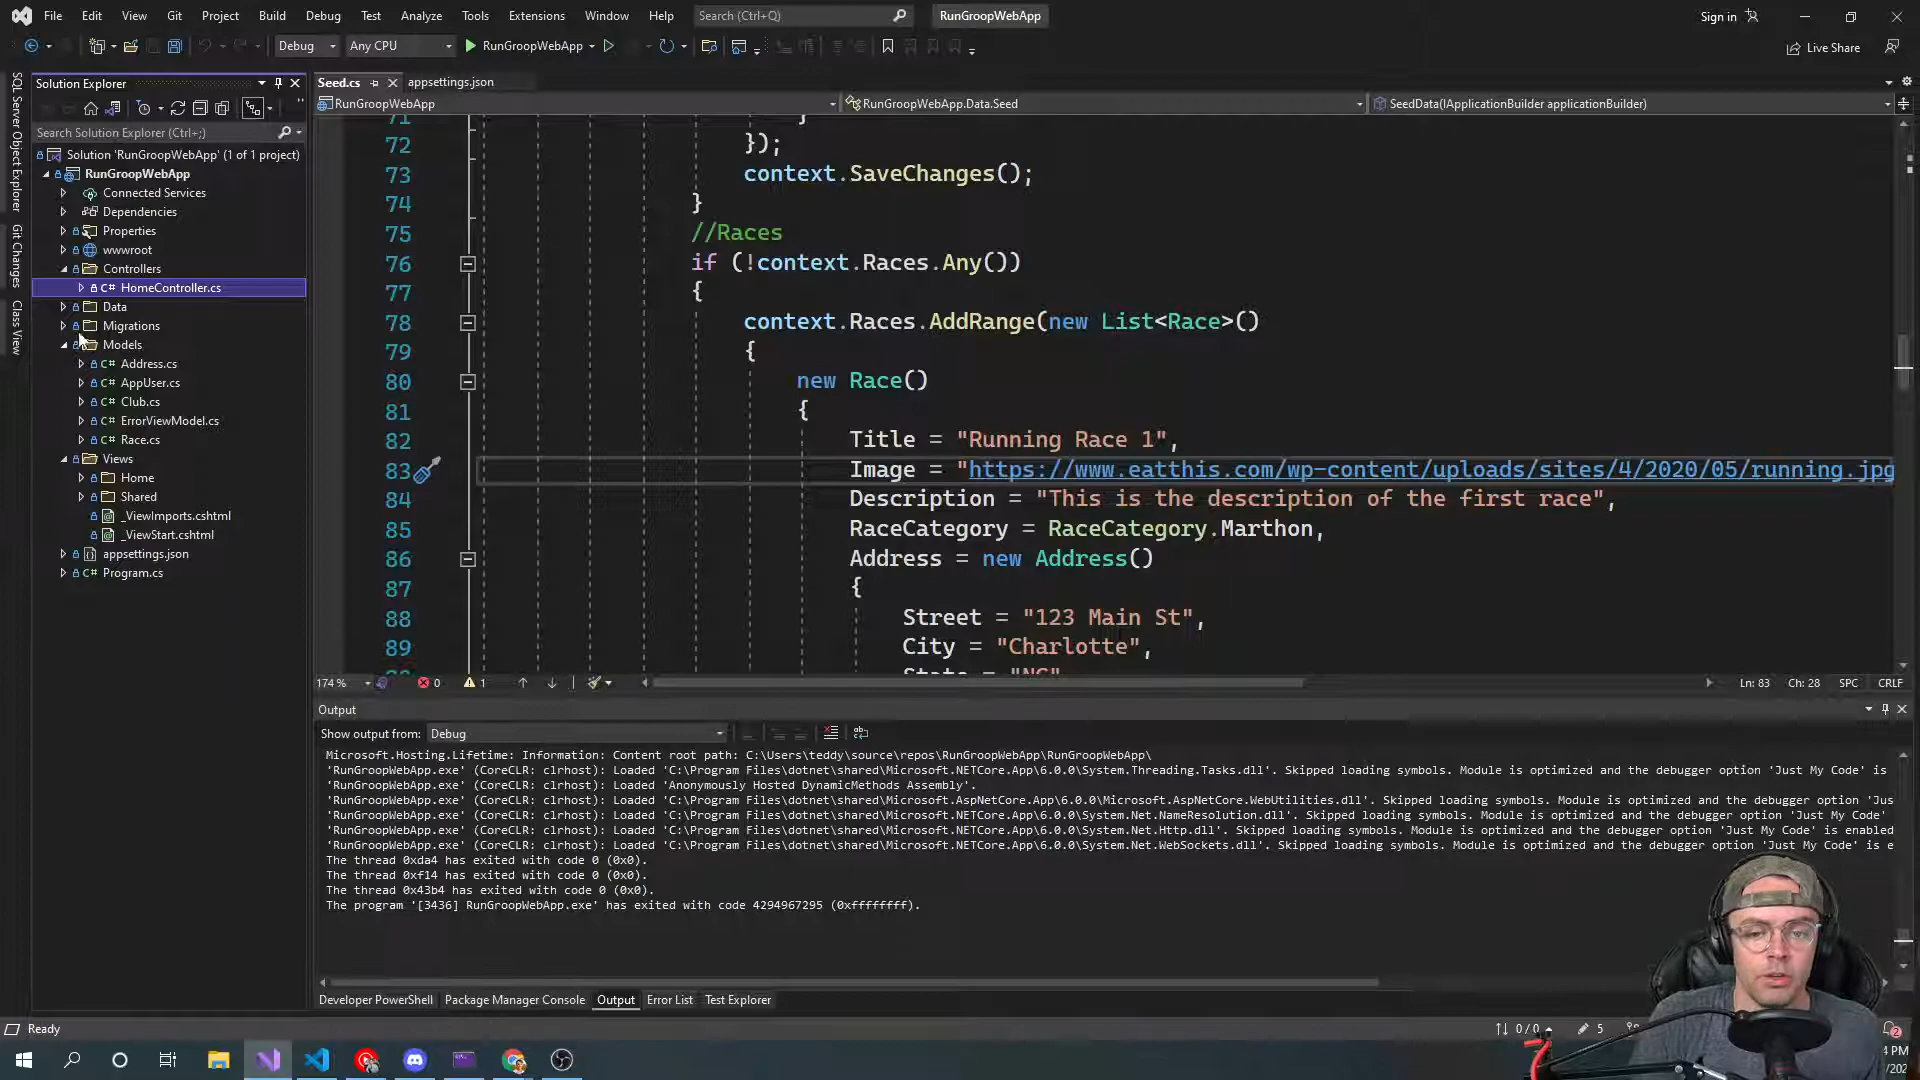 File Edit View Git Project Build Debug Test Analyze Tools Extensions Window Help Search (Ctrl+Q) RunGroopWebApp Sign in
Debug Any CPU RunGroopWebApp Live Share
SQL Server Object Explorer
Git Changes
Class View
Solution Explorer
Search Solution Explorer (Ctrl+;)
Solution 'RunGroopWebApp' (1 of 1 project)
RunGroopWebApp
Connected Services
Dependencies
Properties
wwwroot
Controllers
C# HomeController.cs
Data
Migrations
Models
C# Address.cs
C# AppUser.cs
C# Club.cs
C# ErrorViewModel.cs
C# Race.cs
Views
Home
Shared
_ViewImports.cshtml
_ViewStart.cshtml
appsettings.json
C# Program.cs
Seed.cs appsettings.json
RunGroopWebApp RunGroopWebApp.Data.Seed SeedData(IApplicationBuilder applicationBuilder)
71 }
72 });
73 context.SaveChanges();
74 }
75 //Races
76 if (!context.Races.Any())
77 {
78 context.Races.AddRange(new List<Race>()
79 {
80 new Race()
81 {
82 Title = "Running Race 1",
83 Image = "https://www.eatthis.com/wp-content/uploads/sites/4/2020/05/running.jpg
84 Description = "This is the description of the first race",
85 RaceCategory = RaceCategory.Marthon,
86 Address = new Address()
87 {
88 Street = "123 Main St",
89 City = "Charlotte",
State = "NC"
174 % 0 1 Ln: 83 Ch: 28 SPC CRLF
Output
Show output from: Debug
Microsoft.Hosting.Lifetime: Information: Content root path: C:\Users\teddy\source\repos\RunGroopWebApp\RunGroopWebApp\
'RunGroopWebApp.exe' (CoreCLR: clrhost): Loaded 'C:\Program Files\dotnet\shared\Microsoft.NETCore.App\6.0.0\System.Threading.Tasks.dll'. Skipped loading symbols. Module is optimized and the debugger option 'Just My Code' is
'RunGroopWebApp.exe' (CoreCLR: clrhost): Loaded 'Anonymously Hosted DynamicMethods Assembly'.
'RunGroopWebApp.exe' (CoreCLR: clrhost): Loaded 'C:\Program Files\dotnet\shared\Microsoft.AspNetCore.App\6.0.0\Microsoft.AspNetCore.WebUtilities.dll'. Skipped loading symbols. Module is optimized and the debugger option 'Jus
'RunGroopWebApp.exe' (CoreCLR: clrhost): Loaded 'C:\Program Files\dotnet\shared\Microsoft.NETCore.App\6.0.0\System.Net.NameResolution.dll'. Skipped loading symbols. Module is optimized and the debugger option 'Just My Code'
'RunGroopWebApp.exe' (CoreCLR: clrhost): Loaded 'C:\Program Files\dotnet\shared\Microsoft.NETCore.App\6.0.0\System.Net.Http.dll'. Skipped loading symbols. Module is optimized and the debugger option 'Just My Code' is enabled
'RunGroopWebApp.exe' (CoreCLR: clrhost): Loaded 'C:\Program Files\dotnet\shared\Microsoft.NETCore.App\6.0.0\System.Net.WebSockets.dll'. Skipped loading symbols. Module is optimized and the debugger option 'Just My Code' is e
The thread 0xda4 has exited with code 0 (0x0).
The thread 0xf14 has exited with code 0 (0x0).
The thread 0x43b4 has exited with code 0 (0x0).
The program '[3436] RunGroopWebApp.exe' has exited with code 4294967295 (0xffffffff).
Developer PowerShell Package Manager Console Output Error List Test Explorer
Ready 0 / 0 5 2
4 PM